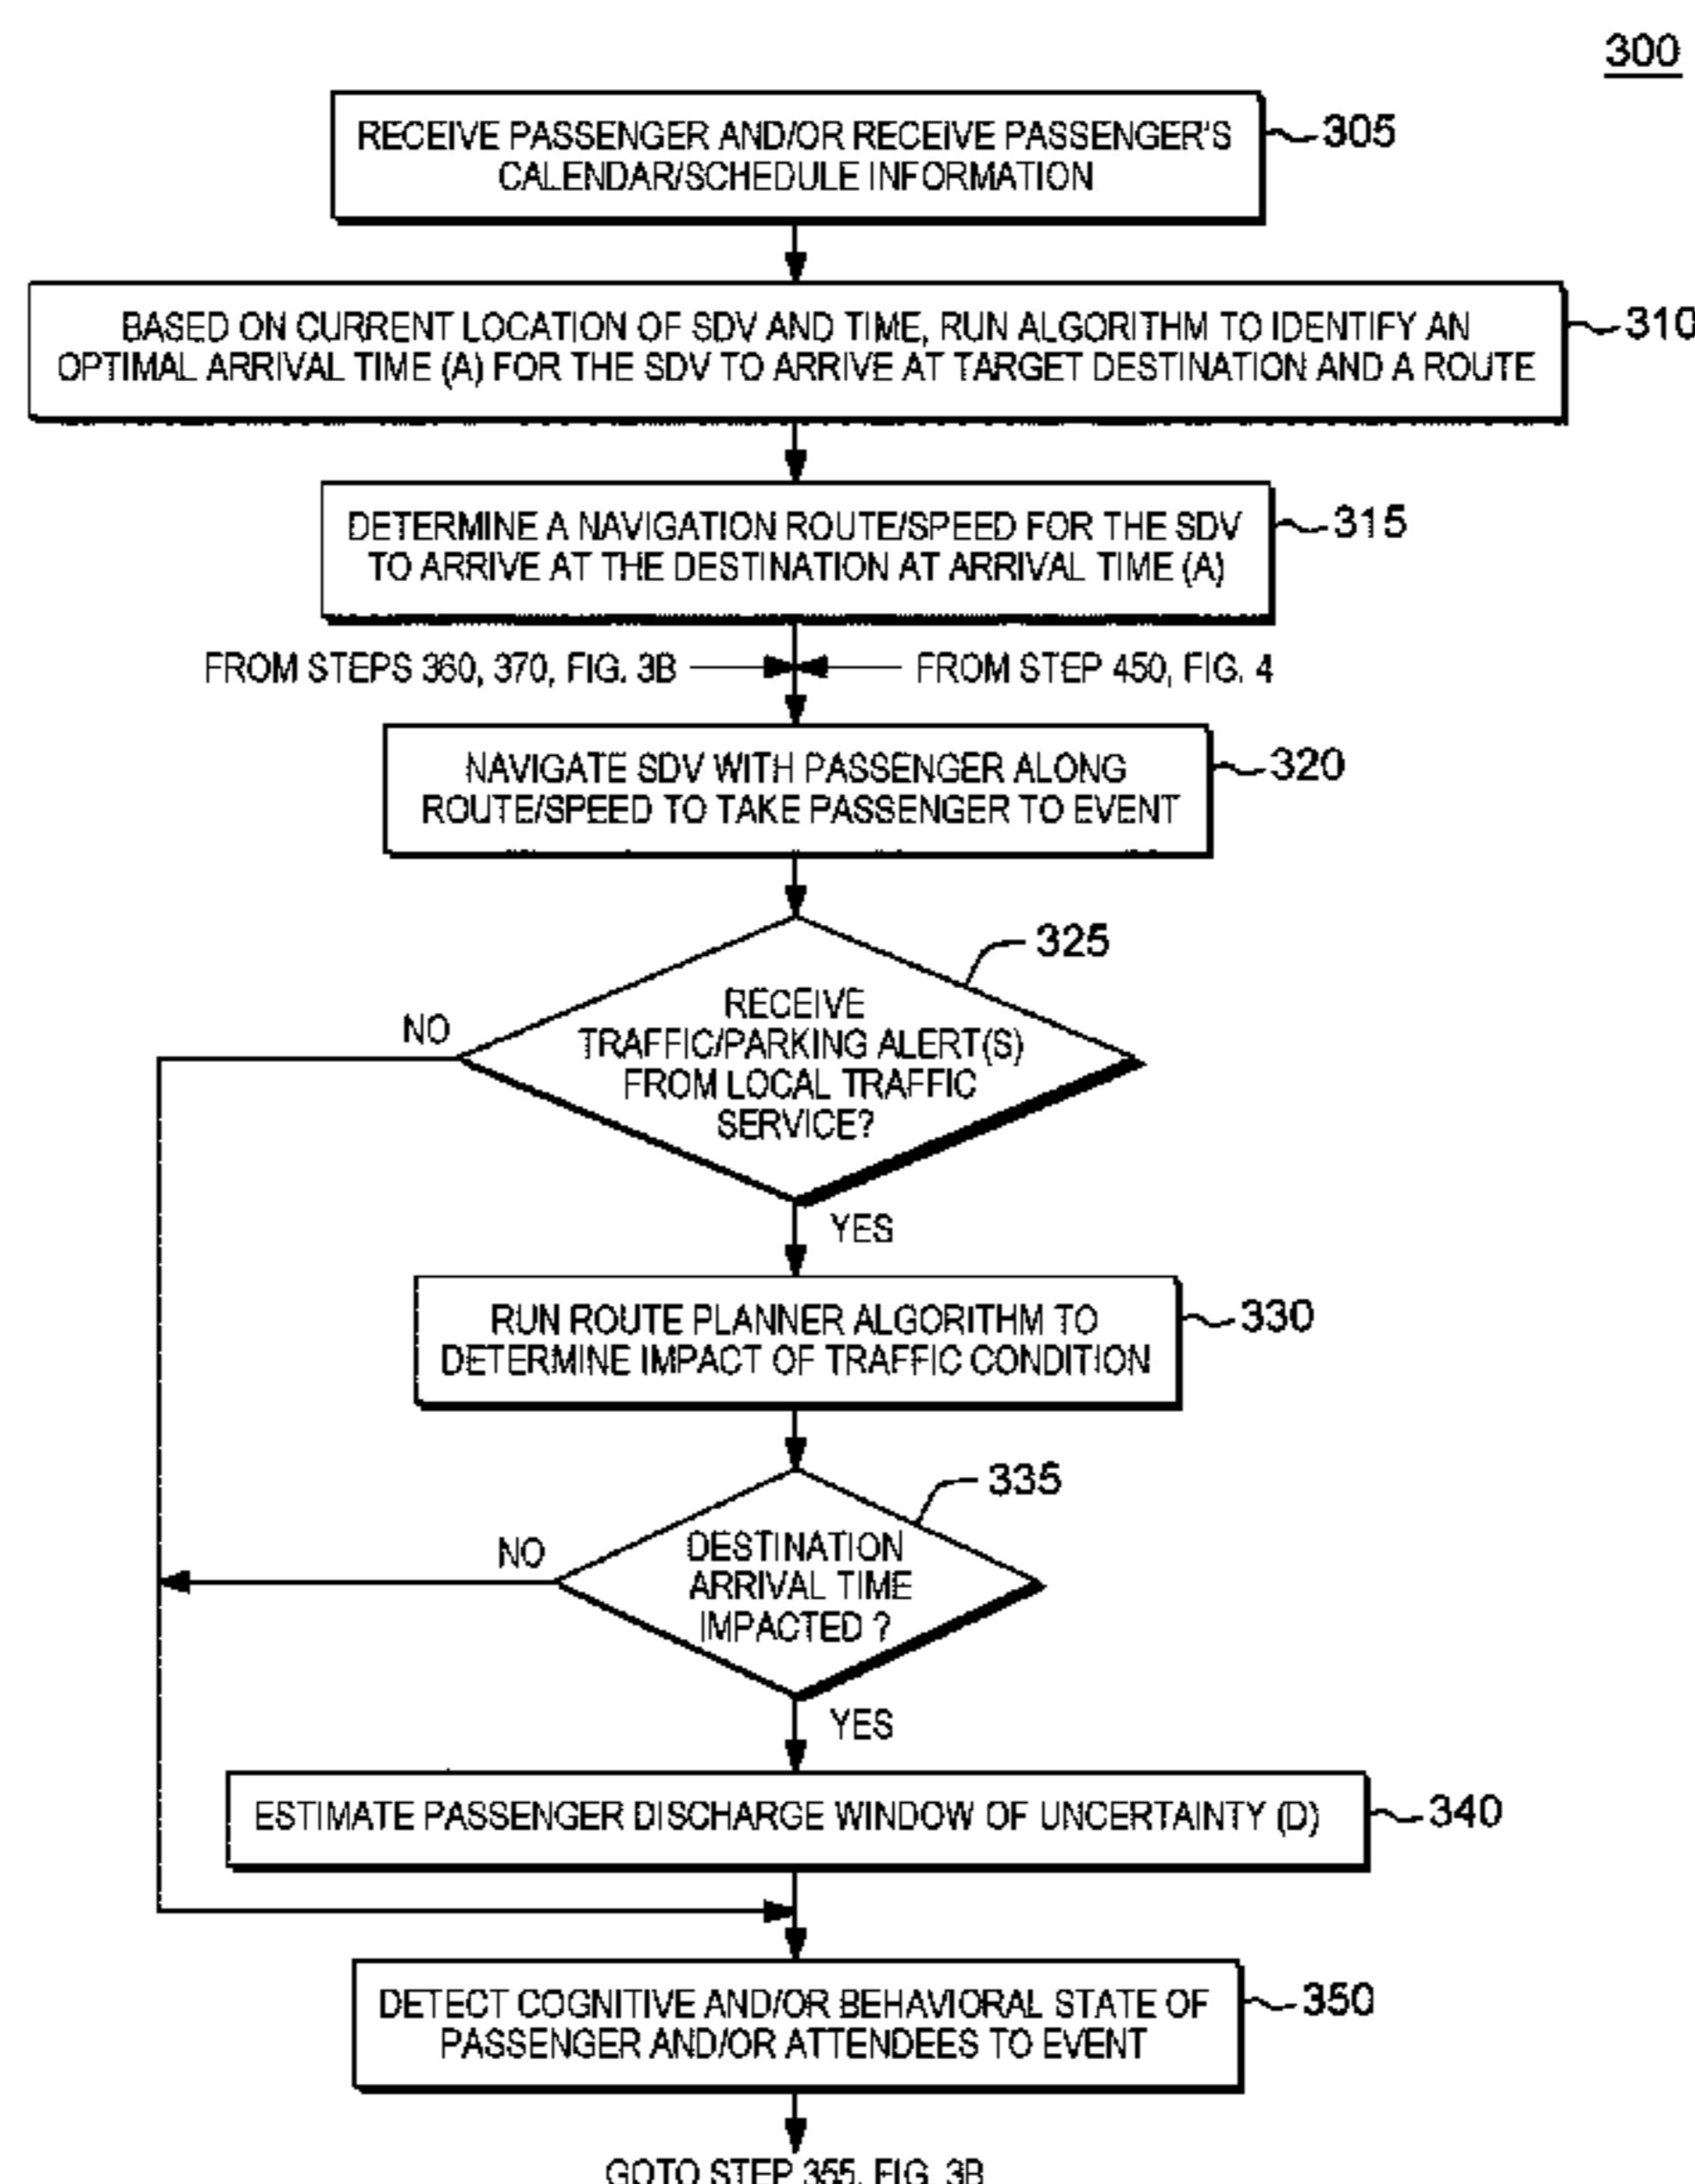 300
RECEIVE PASSENGER AND/OR RECEIVE PASSENGER'S
CALENDAR/SCHEDULE INFORMATION
305
BASED ON CURRENT LOCATION OF SDV AND TIME, RUN ALGORITHM TO IDENTIFY AN
OPTIMAL ARRIVAL TIME (A) FOR THE SDV TO ARRIVE AT TARGET DESTINATION AND A ROUTE
310
DETERMINE A NAVIGATION ROUTE/SPEED FOR THE SDV
TO ARRIVE AT THE DESTINATION AT ARRIVAL TIME (A)
315
FROM STEPS 360, 370, FIG. 3B
FROM STEP 450, FIG. 4
NAVIGATE SDV WITH PASSENGER ALONG
ROUTE/SPEED TO TAKE PASSENGER TO EVENT
320
325
RECEIVE
TRAFFIC/PARKING ALERT(S)
FROM LOCAL TRAFFIC
SERVICE?
NO
YES
RUN ROUTE PLANNER ALGORITHM TO
DETERMINE IMPACT OF TRAFFIC CONDITION
330
335
DESTINATION
ARRIVAL TIME
IMPACTED ?
NO
YES
ESTIMATE PASSENGER DISCHARGE WINDOW OF UNCERTAINTY (D)
340
DETECT COGNITIVE AND/OR BEHAVIORAL STATE OF
PASSENGER AND/OR ATTENDEES TO EVENT
350
GOTO STEP 355, FIG. 3B